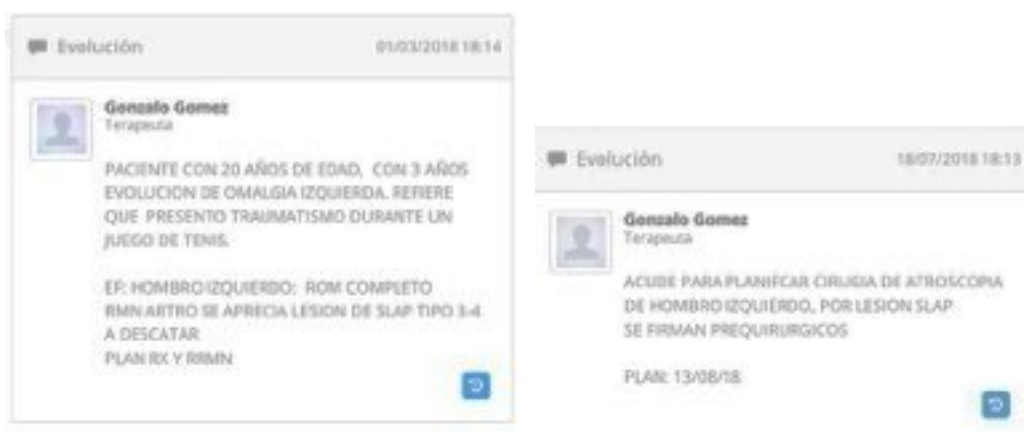 Evolución 01/03/2018 18:14
Gonzalo Gomez
Terapeuta
PACIENTE CON 20 AÑOS DE EDAD, CON 3 AÑOS
EVOLUCION DE OMALGIA IZQUIERDA. REFIERE
QUE PRESENTO TRAUMATISMO DURANTE UN
JUEGO DE TENIS.
EF: HOMBRO IZQUIERDO: ROM COMPLETO
RMN ARTRO SE APRECIA LESION DE SLAP TIPO 3-4
A DESCATAR
PLAN RX Y RRMN
Evolución 18/07/2018 18:13
Gonzalo Gomez
Terapeuta
ACUDE PARA PLANIFCAR CIRUGIA DE ATROSCOPIA
DE HOMBRO IZQUIERDO, POR LESION SLAP
SE FIRMAN PREQUIRURGICOS
PLAN: 13/08/18